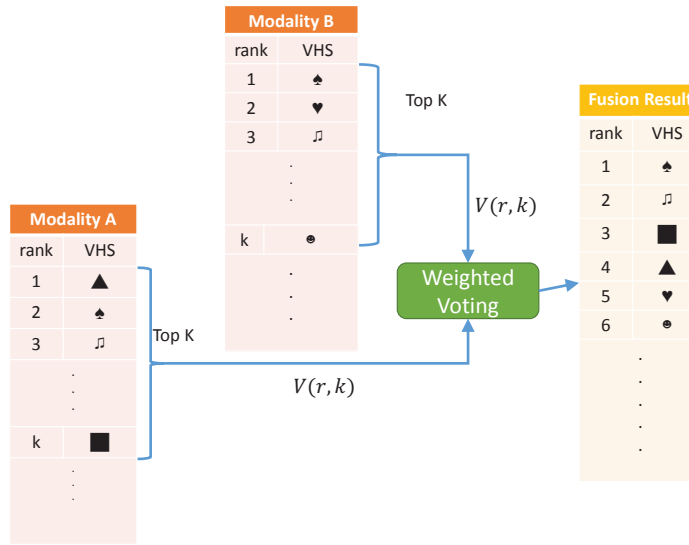 Modality B
rank VHS
1 ♠
2 ♥
3 ♫
.
.
.
k ☻
.
.
.
Top K
V(r, k)
Modality A
rank VHS
1 ▲
2 ♠
3 ♫
.
.
.
k ■
.
.
.
Top K
V(r, k)
Weighted
Voting
Fusion Result
rank VHS
1 ♠
2 ♫
3 ■
4 ▲
5 ♥
6 ☻
.
.
.
.
.